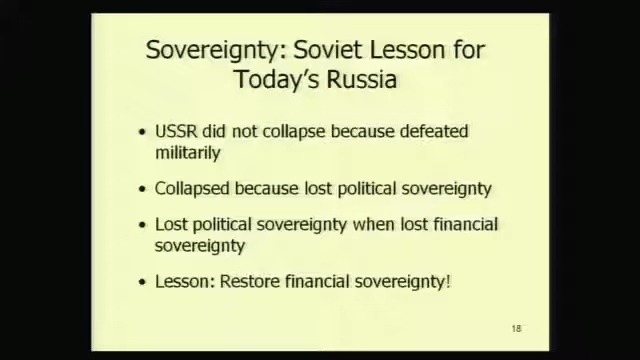 Sovereignty: Soviet Lesson for
Today's Russia
• USSR did not collapse because defeated
militarily
• Collapsed because lost political sovereignty
• Lost political sovereignty when lost financial
sovereignty
• Lesson: Restore financial sovereignty!
18